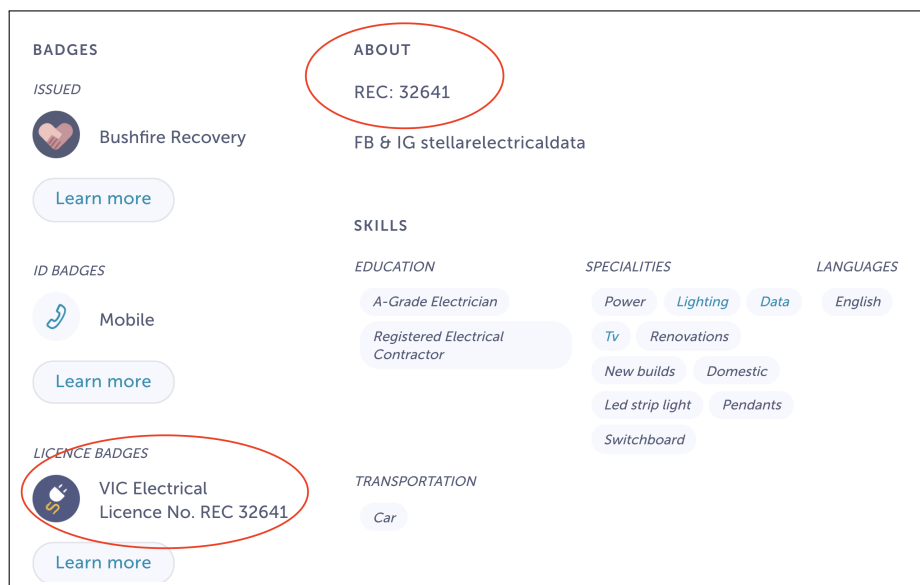 BADGES
ISSUED
Bushfire Recovery
Learn more
ID BADGES
Mobile
Learn more
LICENCE BADGES
VIC Electrical
Licence No. REC 32641
Learn more
ABOUT
REC: 32641
FB & IG stellarelectricaldata
SKILLS
EDUCATION
A-Grade Electrician
Registered Electrical
Contractor
SPECIALITIES
Power Lighting Data
Tv Renovations
New builds Domestic
Led strip light Pendants
Switchboard
LANGUAGES
English
TRANSPORTATION
Car